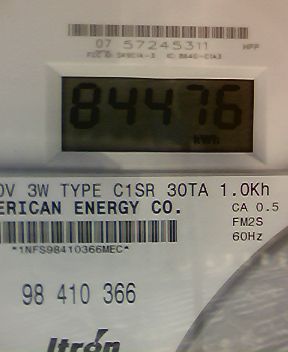 07 57245311
HPP
84476
kWh
0V 3W TYPE C1SR 30TA 1.0Kh
ERICAN ENERGY CO.
CA 0.5
FM2S
60Hz
*1NFS98410366MEC*
98 410 366
Itron